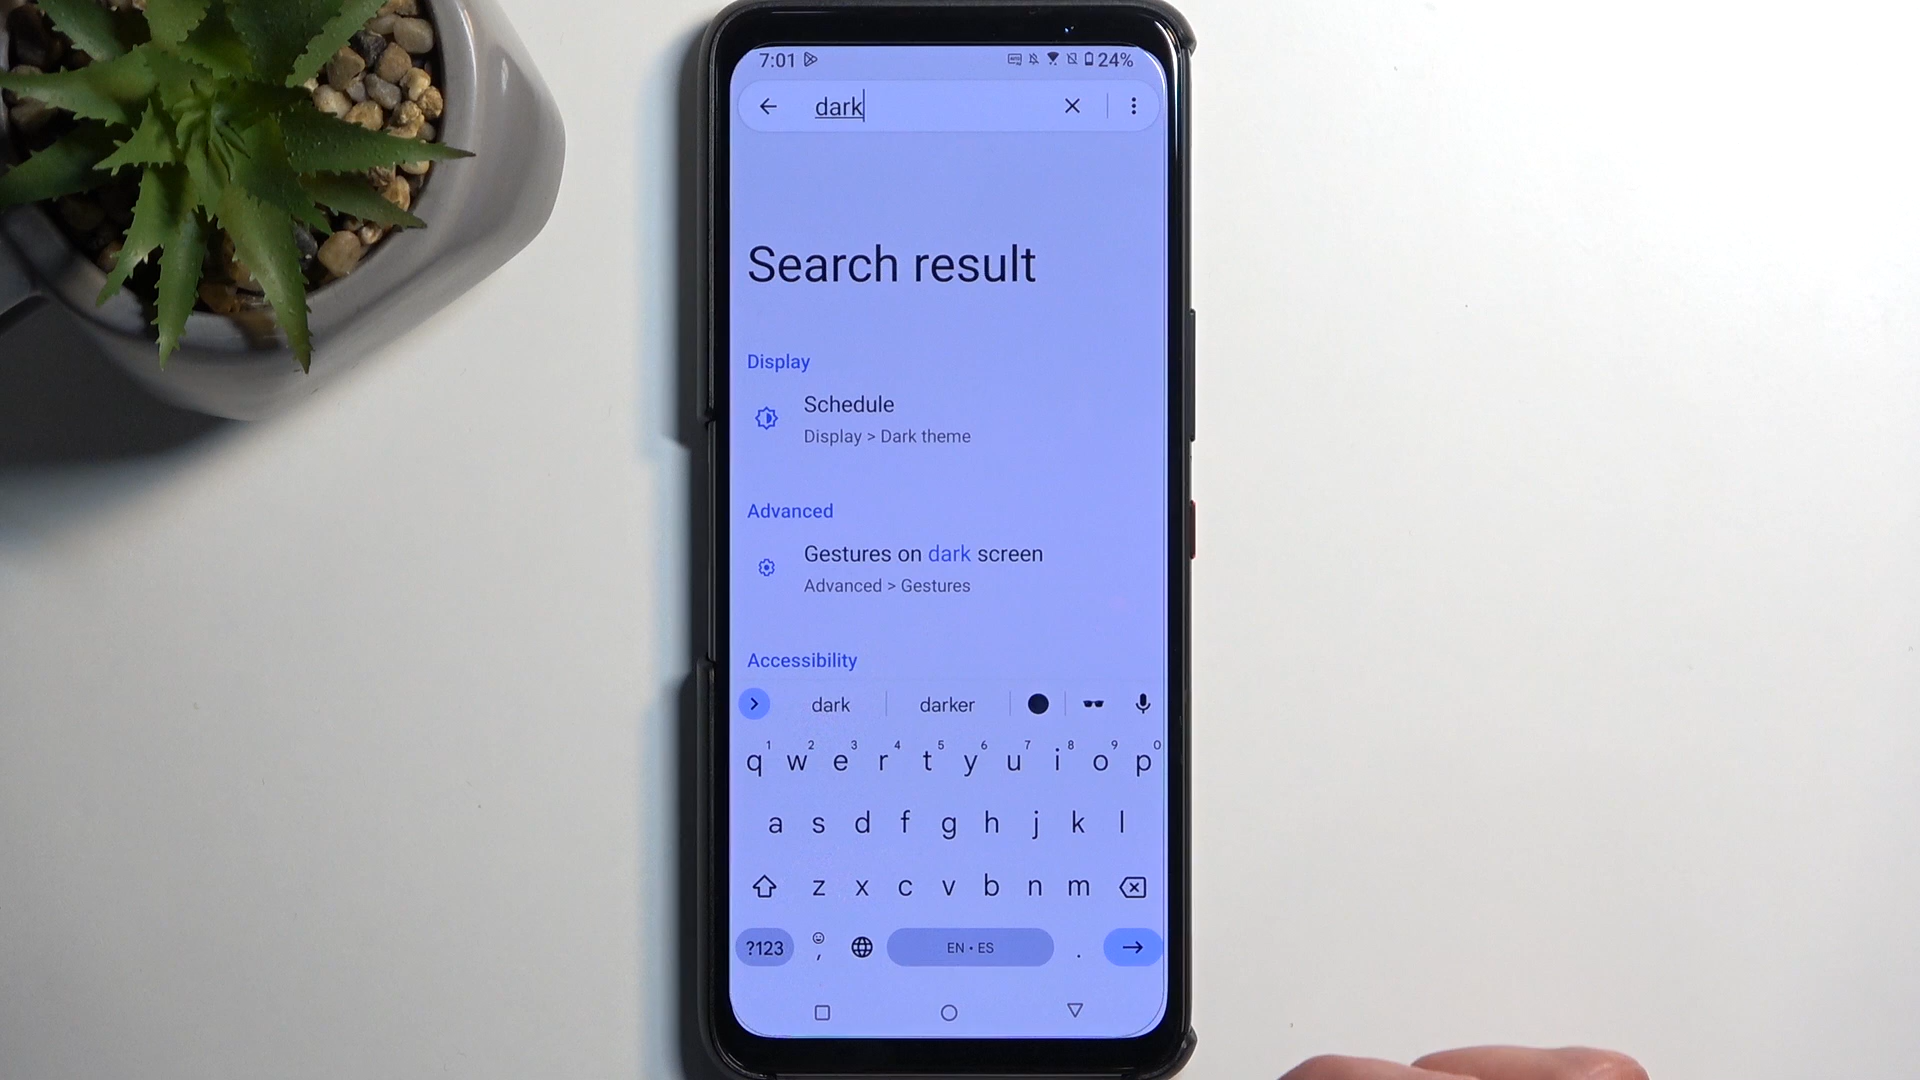 7:01 24%
dark
Search result
Display
Schedule
Display > Dark theme
Advanced
Gestures on dark screen
Advanced > Gestures
Accessibility
dark darker
1 2 3 4 5 6 7 8 9 0
q w e r t y u i o p
a s d f g h j k l
z x c v b n m
?123 , EN • ES .